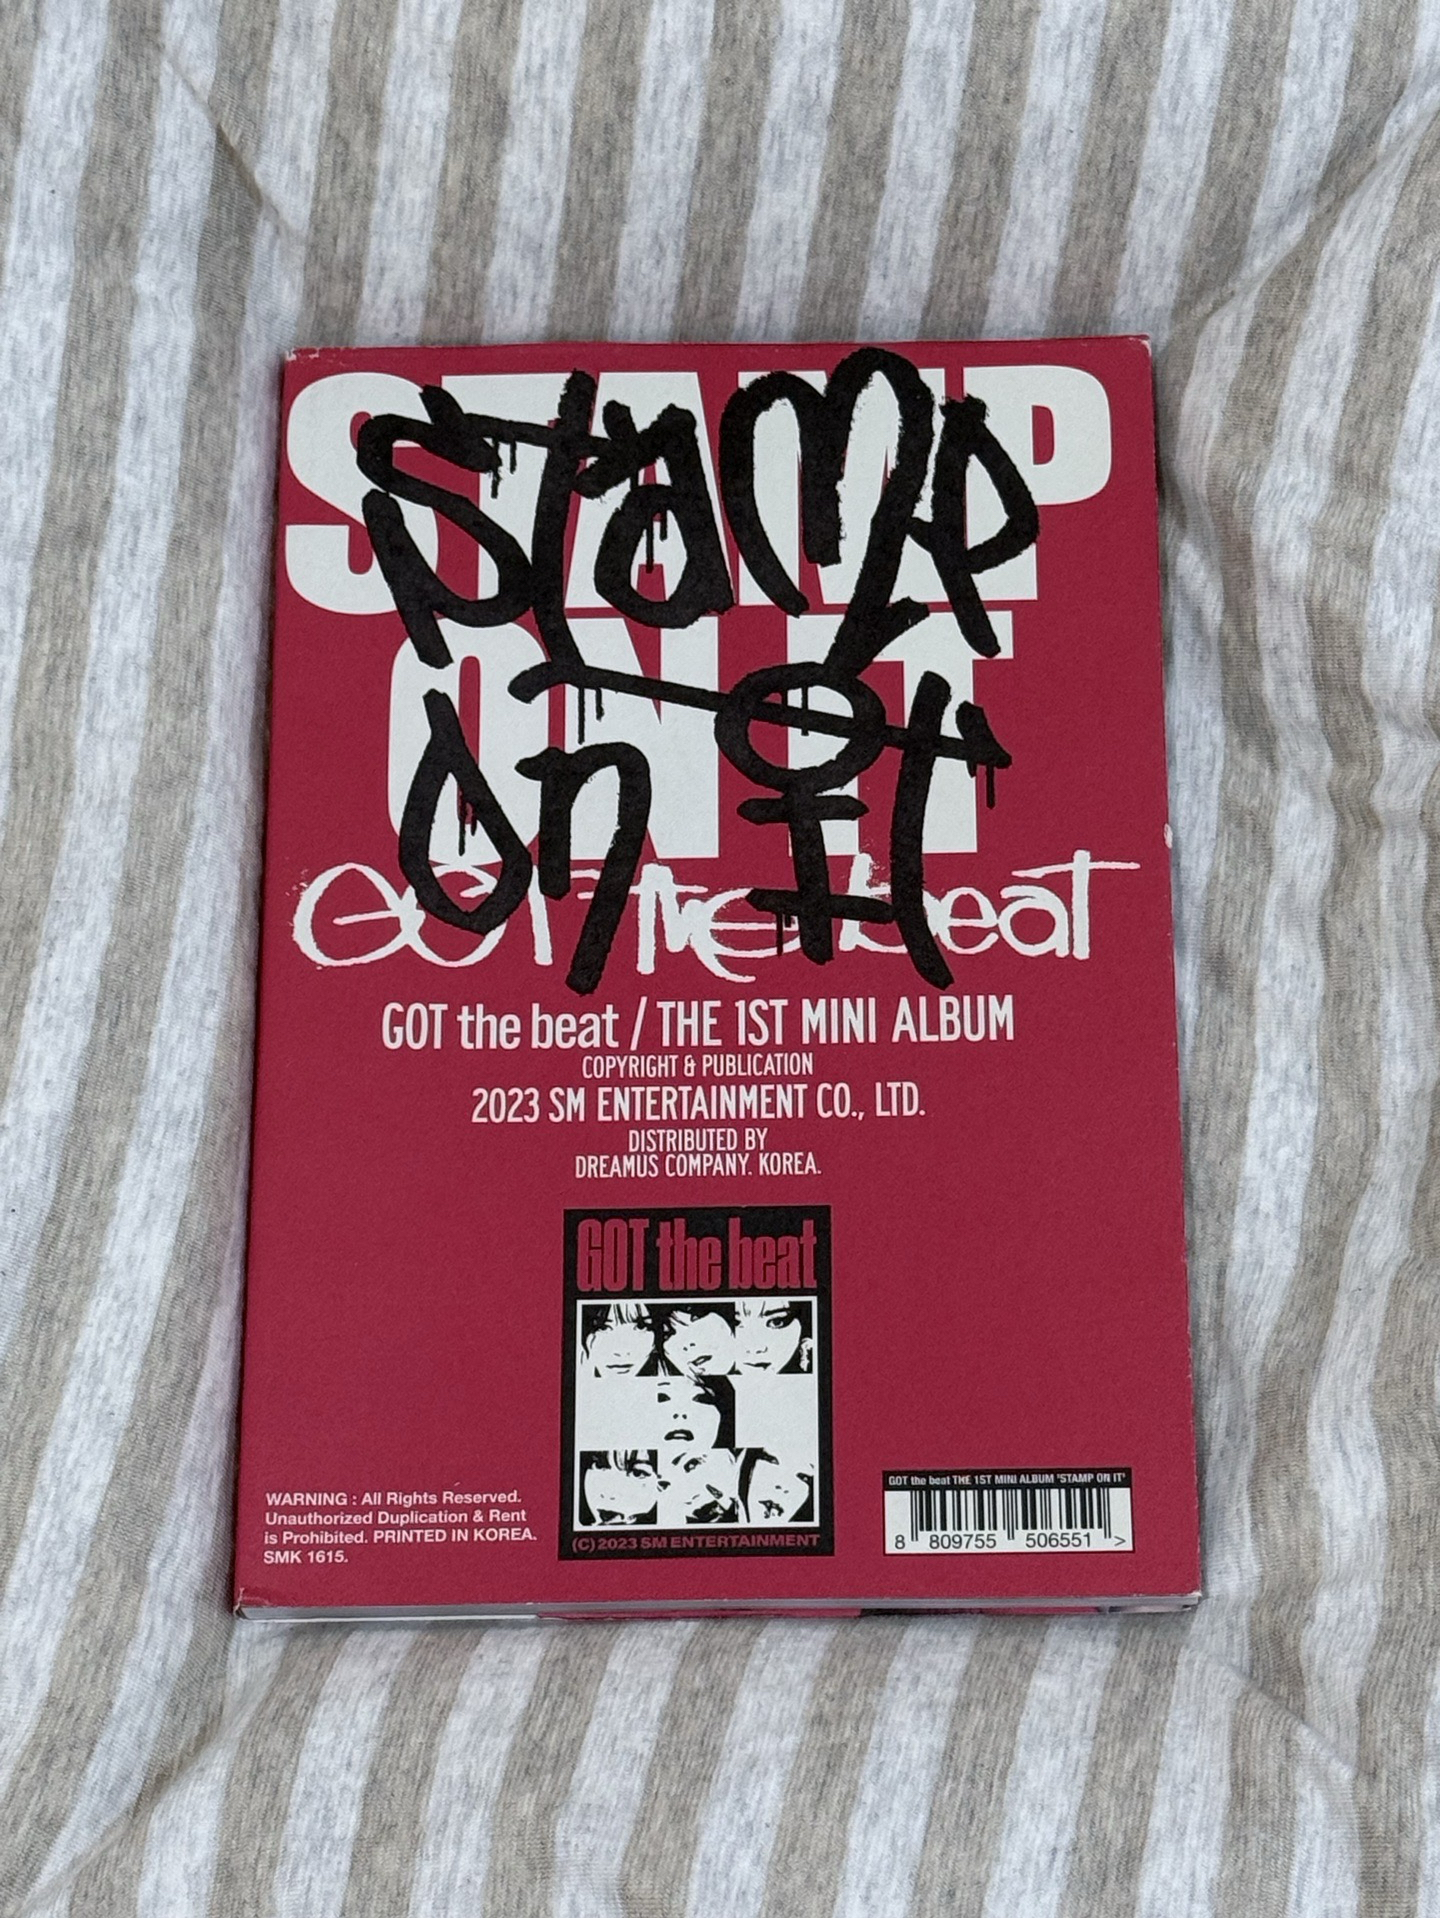 STAMP
ON IT
stamp
on it
GOT the beat
GOT the beat / THE 1ST MINI ALBUM
COPYRIGHT & PUBLICATION
2023 SM ENTERTAINMENT CO., LTD.
DISTRIBUTED BY
DREAMUS COMPANY. KOREA.
GOT the beat
(C) 2023 SM ENTERTAINMENT
WARNING : All Rights Reserved.
Unauthorized Duplication & Rent
is Prohibited. PRINTED IN KOREA.
SMK 1615.
GOT the beat THE 1ST MINI ALBUM 'STAMP ON IT'
8 809755 506551 >